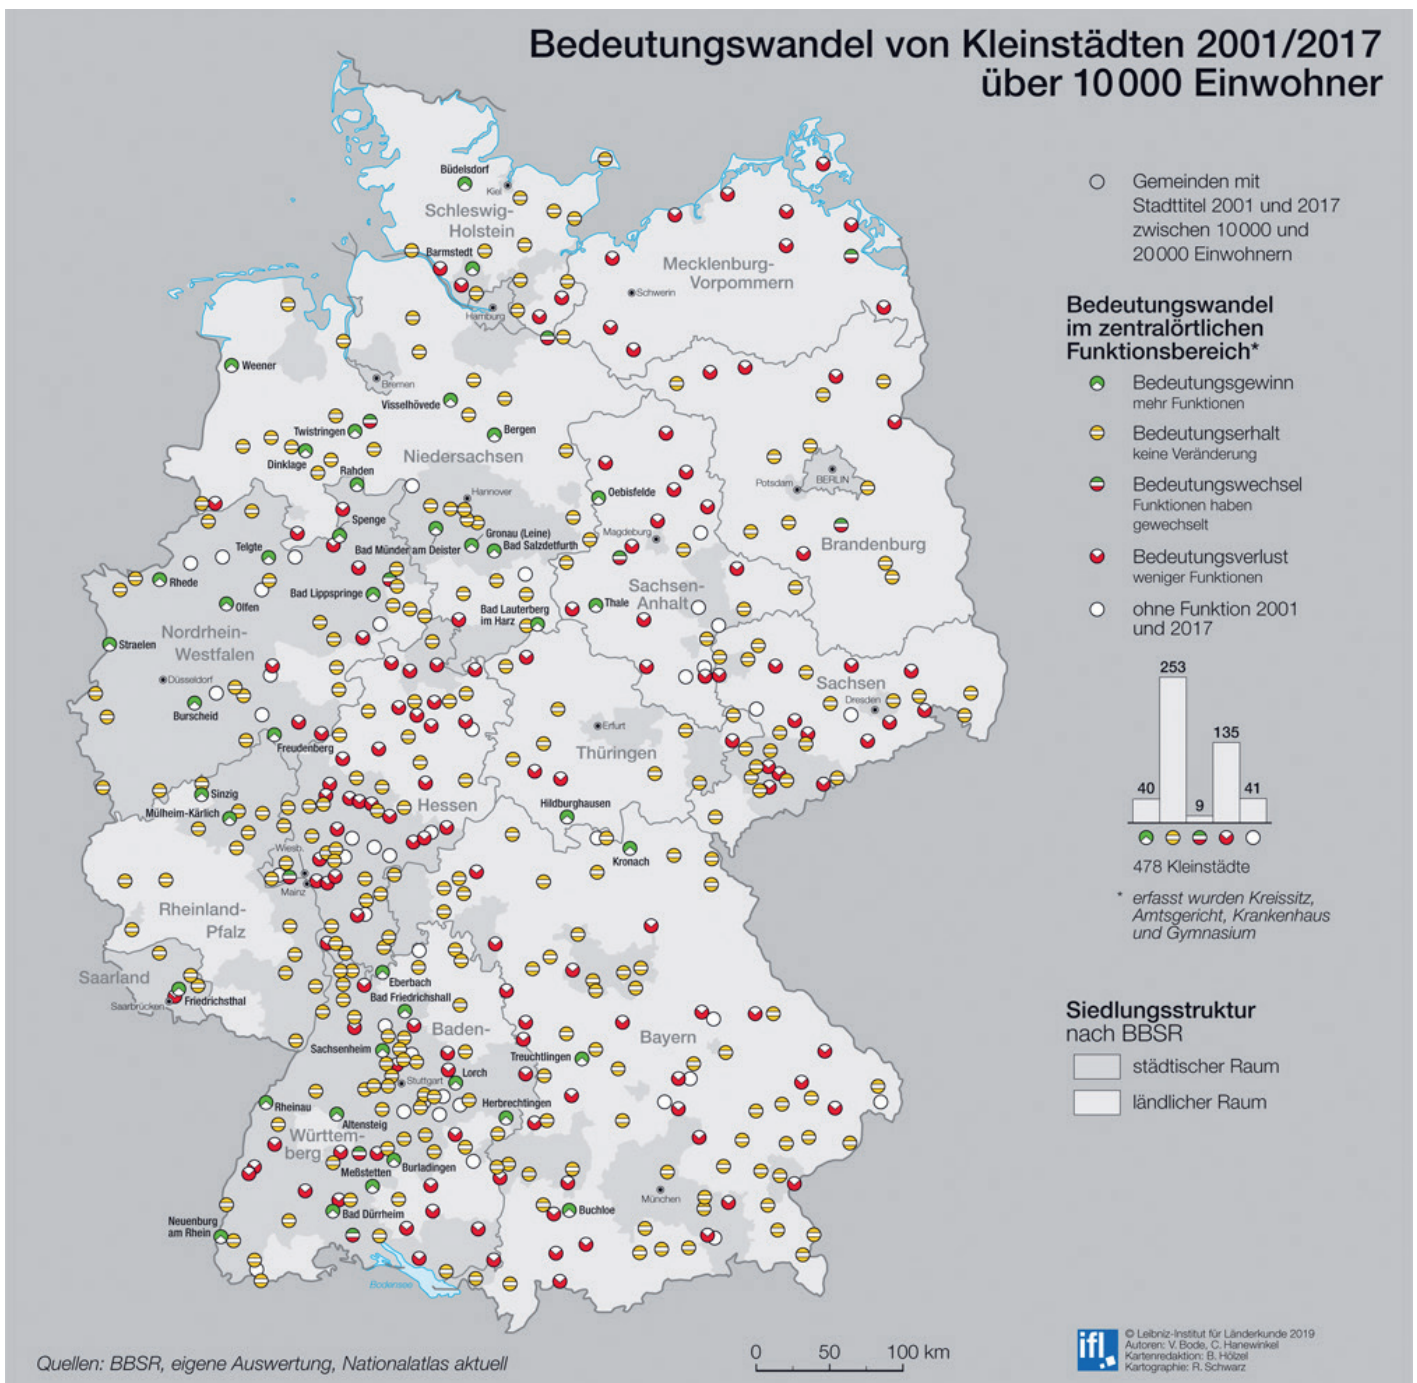 Bedeutungswandel von Kleinstädten 2001/2017
über 10 000 Einwohner
Gemeinden mit
Stadttitel 2001 und 2017
zwischen 10 000 und
20 000 Einwohnern
Bedeutungswandel
im zentralörtlichen
Funktionsbereich*
Bedeutungsgewinn
mehr Funktionen
Bedeutungserhalt
keine Veränderung
Bedeutungswechsel
Funktionen haben
gewechselt
Bedeutungsverlust
weniger Funktionen
ohne Funktion 2001
und 2017
253
135
40
9
41
478 Kleinstädte
* erfasst wurden Kreissitz,
Amtsgericht, Krankenhaus
und Gymnasium
Siedlungsstruktur
nach BBSR
städtischer Raum
ländlicher Raum
Büdelsdorf
Kiel
Schleswig-
Holstein
Barmstedt
Mecklenburg-
Vorpommern
Schwerin
Hamburg
Weener
Bremen
Visselhövede
Twistringen
Bergen
Dinklage
Niedersachsen
Rahden
Hannover
Oebisfelde
Potsdam
BERLIN
Spenge
Gronau (Leine)
Magdeburg
Telgte
Bad Münder am Deister
Bad Salzdetfurth
Brandenburg
Rhede
Sachsen-
Anhalt
Bad Lippspringe
Olfen
Bad Lauterberg
im Harz
Thale
Nordrhein-
Westfalen
Straelen
Düsseldorf
Sachsen
Dresden
Burscheid
Erfurt
Freudenberg
Thüringen
Sinzig
Hessen
Hildburghausen
Mülheim-Kärlich
Wiesb.
Kronach
Mainz
Rheinland-
Pfalz
Saarland
Eberbach
Friedrichsthal
Saarbrücken
Bad Friedrichshall
Baden-
Bayern
Sachsenheim
Treuchtlingen
Stuttgart
Lorch
Rheinau
Herbrechtingen
Altensteig
Württem-
berg
Meßstetten
Burladingen
München
Bad Dürrheim
Buchloe
Neuenburg
am Rhein
Bodensee
Quellen: BBSR, eigene Auswertung, Nationalatlas aktuell
0 50 100 km
ifl
© Leibniz-Institut für Länderkunde 2019
Autoren: V. Bode, C. Hanewinkel
Kartenredaktion: B. Hölzel
Kartographie: R. Schwarz